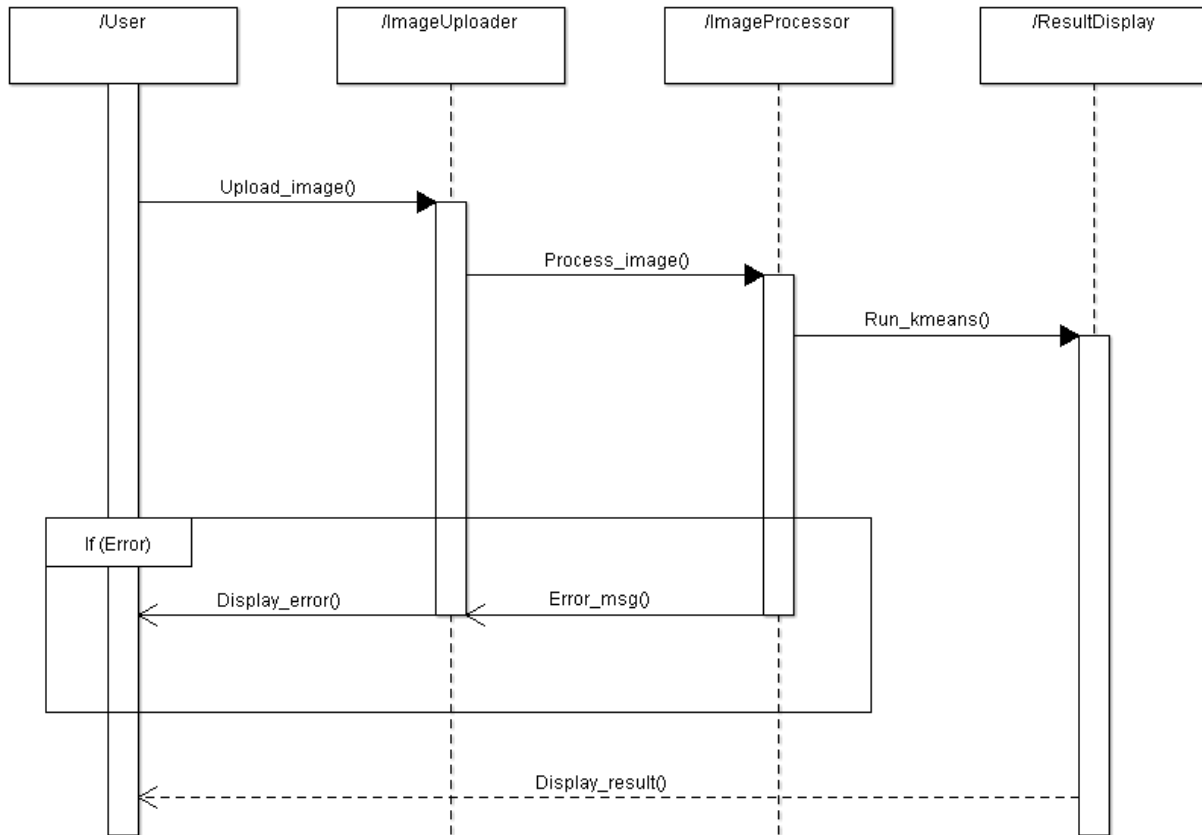 /User
/ImageUploader
/ImageProcessor
/ResultDisplay
Upload_image()
Process_image()
Run_kmeans()
If (Error)
Display_error()
Error_msg()
Display_result()